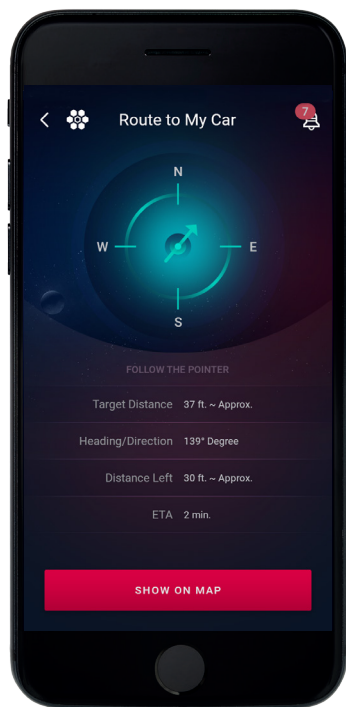 Route to My Car
7
N
W
E
S
FOLLOW THE POINTER
Target Distance 37 ft. ~ Approx.
Heading/Direction 139° Degree
Distance Left 30 ft. ~ Approx.
ETA 2 min.
SHOW ON MAP